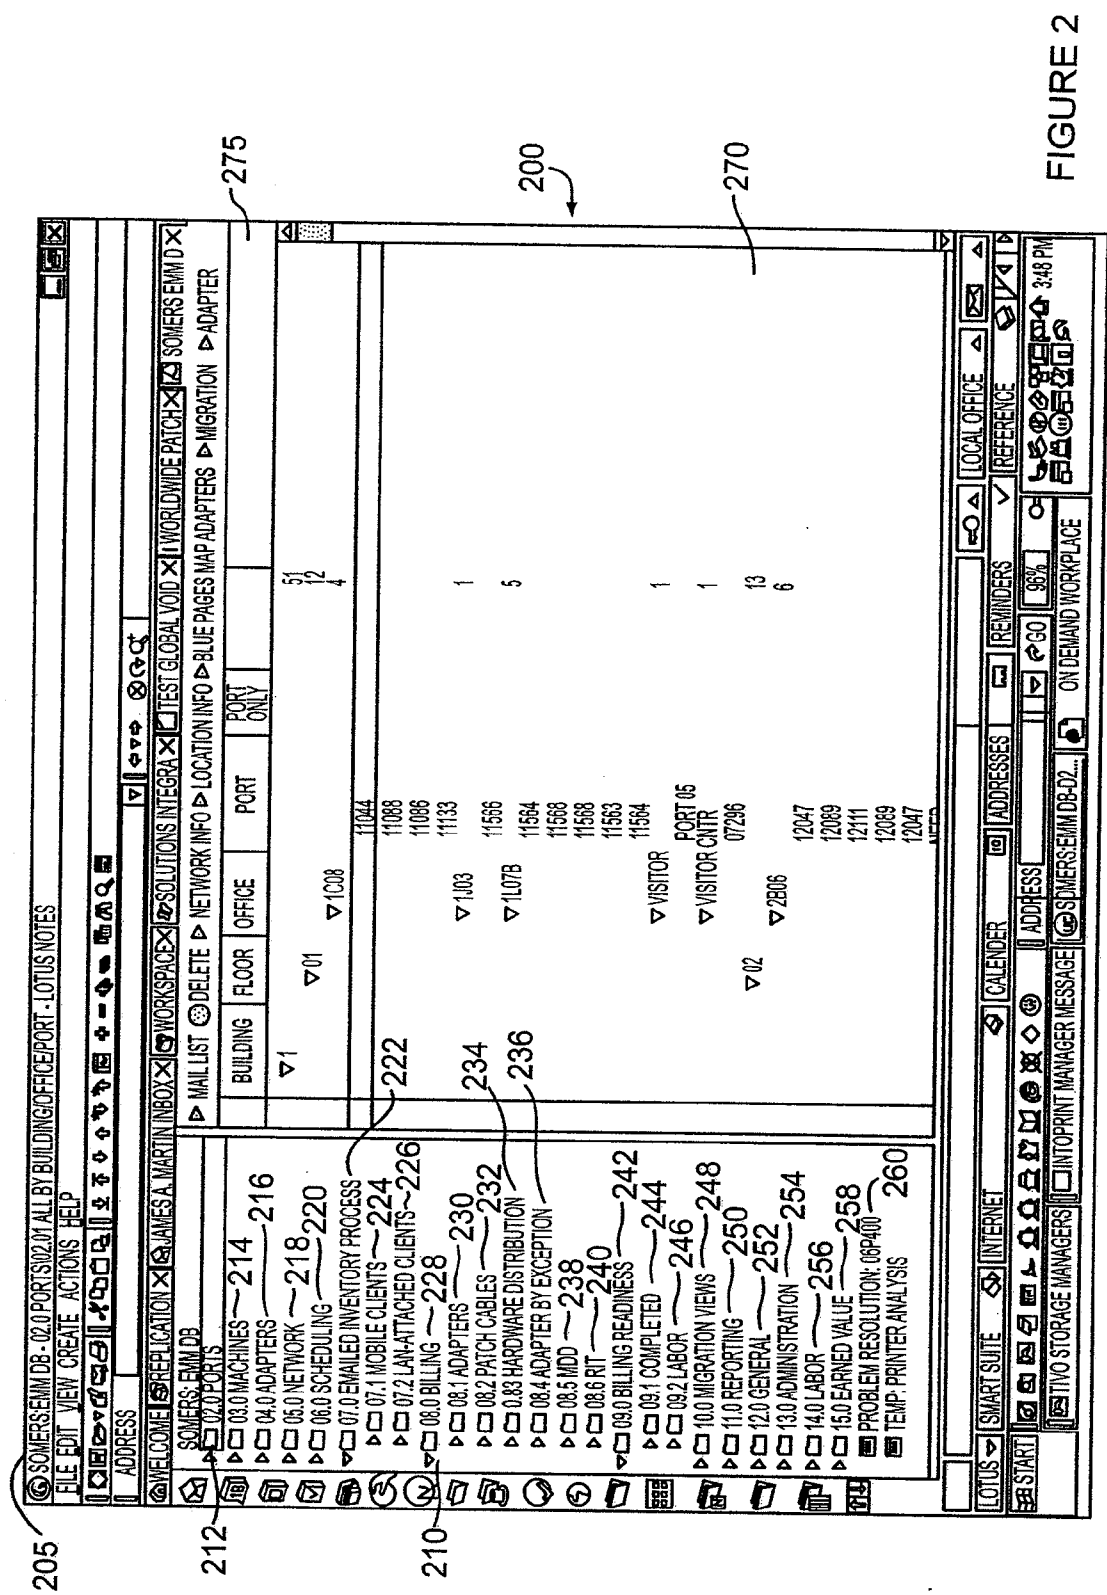 205
SOMERS:EMM DB - 02.0 PORTS\02.01 ALL BY BUILDING/OFFICE/PORT - LOTUS NOTES
FILE EDIT VIEW CREATE ACTIONS HELP
ADDRESS
WELCOME REPLICATION JAMES A. MARTIN INBOX WORKSPACE SOLUTIONS INTEGRA TEST GLOBAL VOID WORLDWIDE PATCH SOMERS EMM D
MAIL LIST DELETE NETWORK INFO LOCATION INFO BLUE PAGES MAP ADAPTERS MIGRATION ADAPTER
275
SOMERS: EMM DB
212
02.0 PORTS
03.0 MACHINES 214
04.0 ADAPTERS 216
05.0 NETWORK 218
06.0 SCHEDULING 220
07.0 EMAILED INVENTORY PROCESS 222
07.1 MOBILE CLIENTS 224
07.2 LAN-ATTACHED CLIENTS 226
210
08.0 BILLING 228
08.1 ADAPTERS 230
08.2 PATCH CABLES 232
0.83 HARDWARE DISTRIBUTION 234
08.4 ADAPTER BY EXCEPTION 236
08.5 MDD 238
08.6 RIT 240
09.0 BILLING READINESS 242
09.1 COMPLETED 244
09.2 LABOR 246
10.0 MIGRATION VIEWS 248
11.0 REPORTING 250
12.0 GENERAL 252
13.0 ADMINISTRATION 254
14.0 LABOR 256
15.0 EARNED VALUE 258
PROBLEM RESOLUTION: 06P400 260
TEMP: PRINTER ANALYSIS
BUILDING FLOOR OFFICE PORT PORT ONLY
1 51
01 12
1C08 4
11044
11088
11086
11133
1J03 1
11566
1L07B 5
11564
11568
11568
11563
11564
VISITOR 1
PORT 05
VISITOR CNTR 1
07296
02 13
2B06 6
12047
12089
12111
12089
12047
200
270
LOCAL OFFICE
LOTUS SMART SUITE INTERNET CALENDER ADDRESSES REMINDERS REFERENCE
START ADDRESS GO 96% 3:48 PM
TIVO STORAGE MANAGERS INTOPRINT MANAGER MESSAGE SDMERS:EMM DB-D2... ON DEMAND WORKPLACE
FIGURE 2